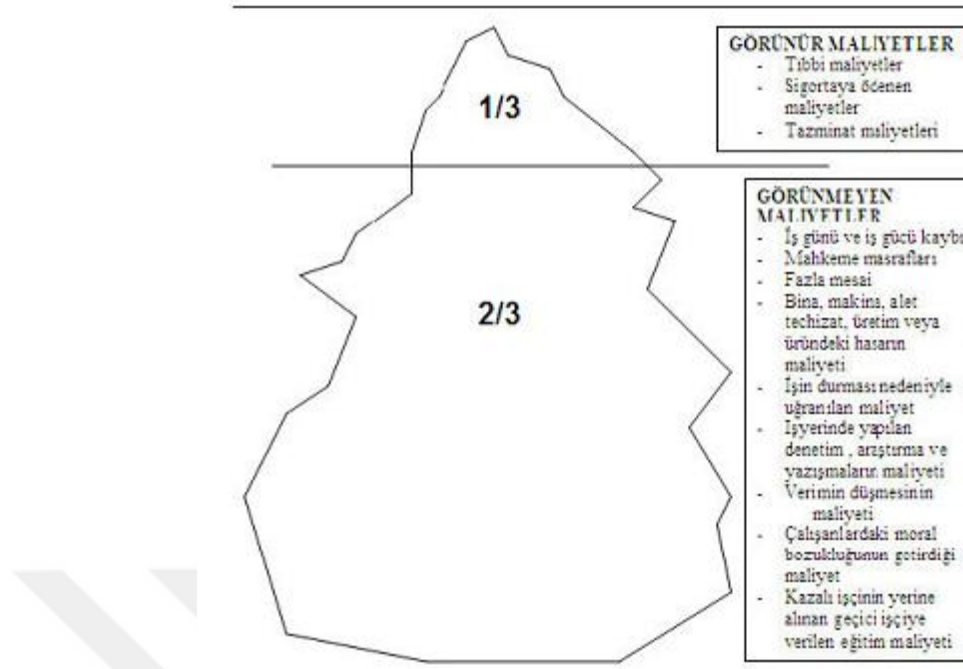 1/3
2/3
GÖRÜNÜR MALİYETLER
- Tıbbi maliyetler
- Sigortaya ödenen
maliyetler
- Tazminat maliyetleri
GÖRÜNMEYEN
MALIYETLER
- İş günü ve iş gücü kaybı
- Mahkeme masrafları
- Fazla mesai
- Bina, makina, alet
techizat, üretim veya
üründeki hasarın
maliyeti
- İşin durması nedeniyle
uğranılan maliyet
- İşyerinde yapılan
denetim , araştırma ve
yazışmaların maliyeti
- Verimin düşmesinin
maliyeti
- Çalışanlardaki moral
bozukluğunun getirdiği
maliyet
- Kazalı işçinin yerine
alınan geçici işçiye
verilen eğitim maliyeti